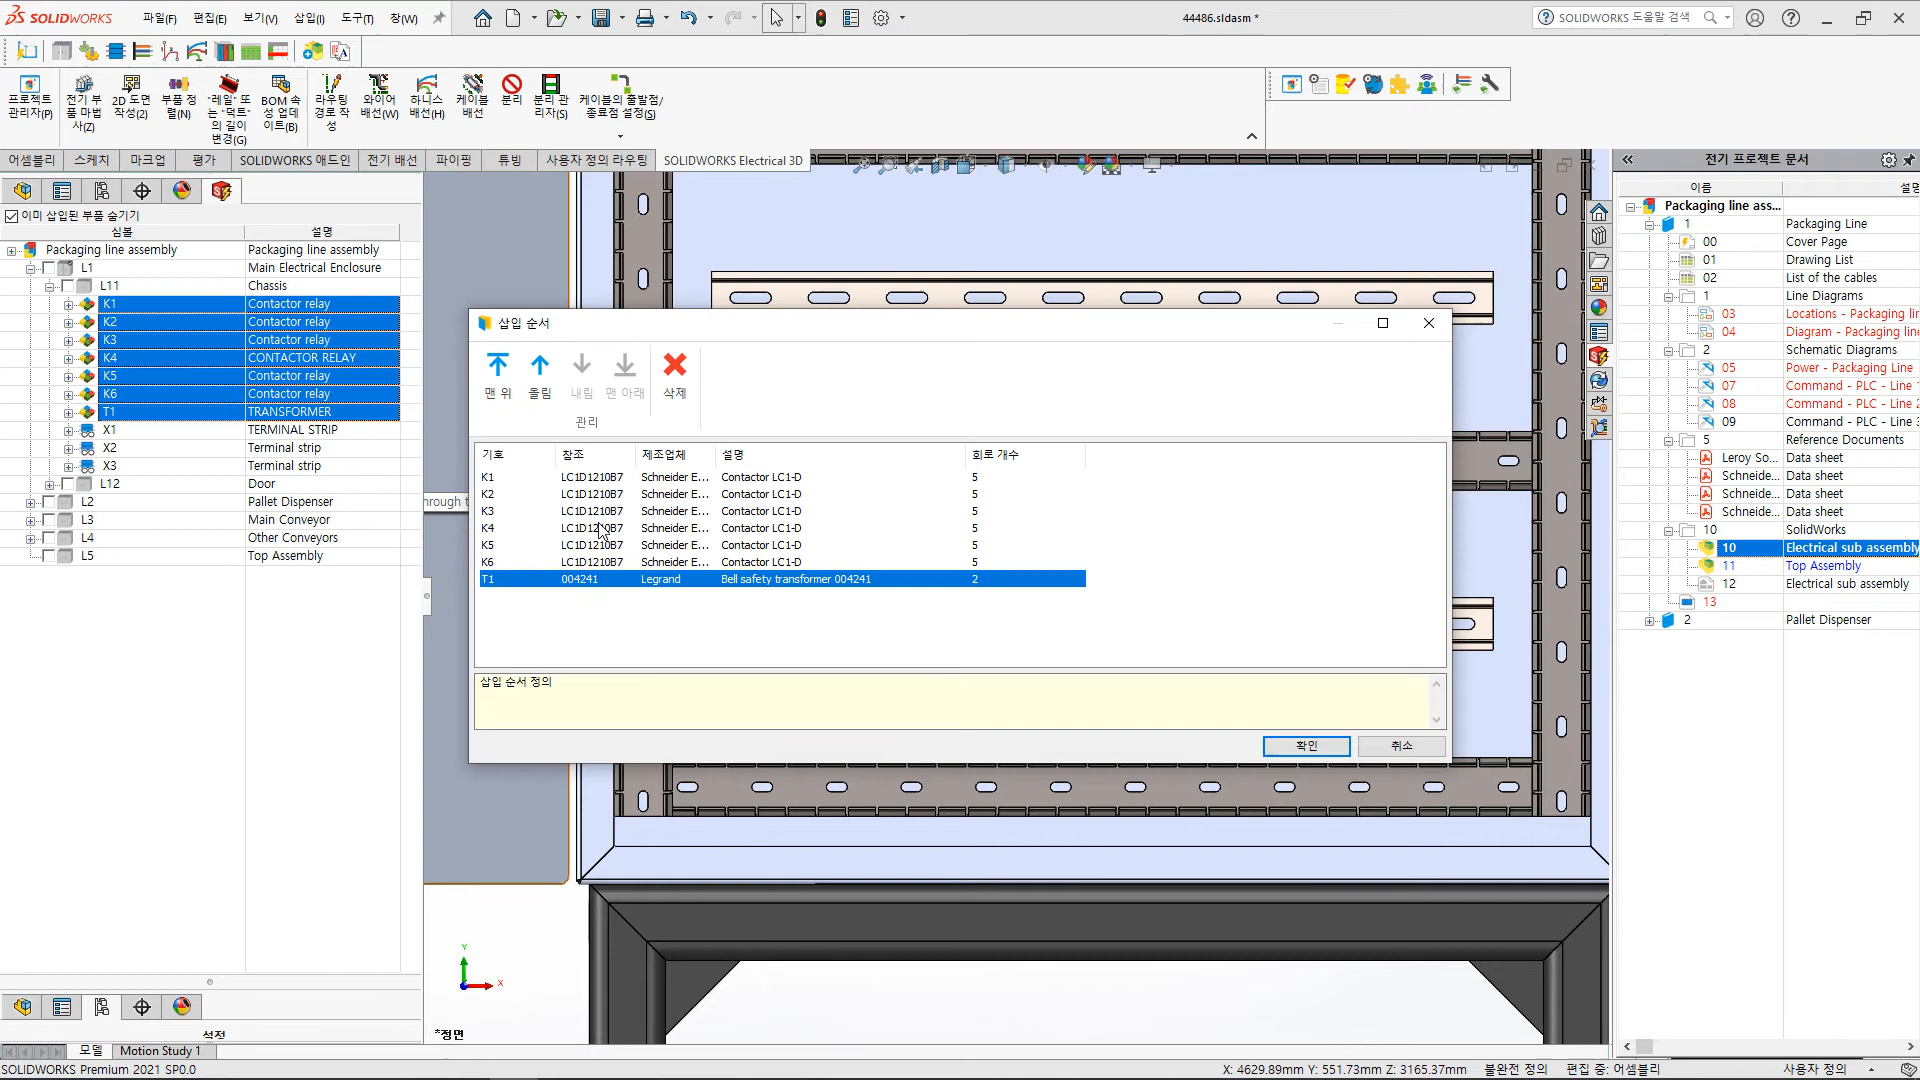 SOLIDWORKS
파일(F)
편집(E)
보기(V)
삽입(I)
도구(T)
창(W)
44486.sldasm *
SOLIDWORKS 도움말 검색
프로젝트 관리자(P)
전기 부품 마법사(Z)
2D 도면 작성(2)
부품 정렬(N)
"레일" 또는 "덕트"의 길이 변경(G)
BOM 속성 업데이트(B)
라우팅 경로 작성
와이어 배선(W)
하니스 배선(H)
케이블 배선
분리
분리 관리자(S)
케이블의 출발점/종료점 설정(S)
어셈블리
스케치
마크업
평가
SOLIDWORKS 애드인
전기 배선
파이핑
튜빙
사용자 정의 라우팅
SOLIDWORKS Electrical 3D
이미 삽입된 부품 숨기기
심볼 설명
Packaging line assembly Packaging line assembly
L1 Main Electrical Enclosure
L11 Chassis
K1 Contactor relay
K2 Contactor relay
K3 Contactor relay
K4 CONTACTOR RELAY
K5 Contactor relay
K6 Contactor relay
T1 TRANSFORMER
X1 TERMINAL STRIP
X2 Terminal strip
X3 Terminal strip
L12 Door
L2 Pallet Dispenser
L3 Main Conveyor
L4 Other Conveyors
L5 Top Assembly
hrough t
삽입 순서
맨 위
올림
내림
맨 아래
삭제
관리
기호 참조 제조업체 설명 회로 개수
K1 LC1D1210B7 Schneider E... Contactor LC1-D 5
K2 LC1D1210B7 Schneider E... Contactor LC1-D 5
K3 LC1D1210B7 Schneider E... Contactor LC1-D 5
K4 LC1D1210B7 Schneider E... Contactor LC1-D 5
K5 LC1D1210B7 Schneider E... Contactor LC1-D 5
K6 LC1D1210B7 Schneider E... Contactor LC1-D 5
T1 004241 Legrand Bell safety transformer 004241 2
삽입 순서 정의
확인
취소
전기 프로젝트 문서
이름 설명
Packaging line ass...
1 Packaging Line
00 Cover Page
01 Drawing List
02 List of the cables
1 Line Diagrams
03 Locations - Packaging lin
04 Diagram - Packaging line
2 Schematic Diagrams
05 Power - Packaging Line
07 Command - PLC - Line 1
08 Command - PLC - Line 2
09 Command - PLC - Line 3
5 Reference Documents
Leroy So... Data sheet
Schneide... Data sheet
Schneide... Data sheet
Schneide... Data sheet
10 SolidWorks
10 Electrical sub assembly
11 Top Assembly
12 Electrical sub assembly
13
2 Pallet Dispenser
Y
X
*정면
모델
Motion Study 1
SOLIDWORKS Premium 2021 SP0.0
X: 4629.89mm Y: 551.73mm Z: 3165.37mm
불완전 정의
편집 중: 어셈블리
사용자 정의